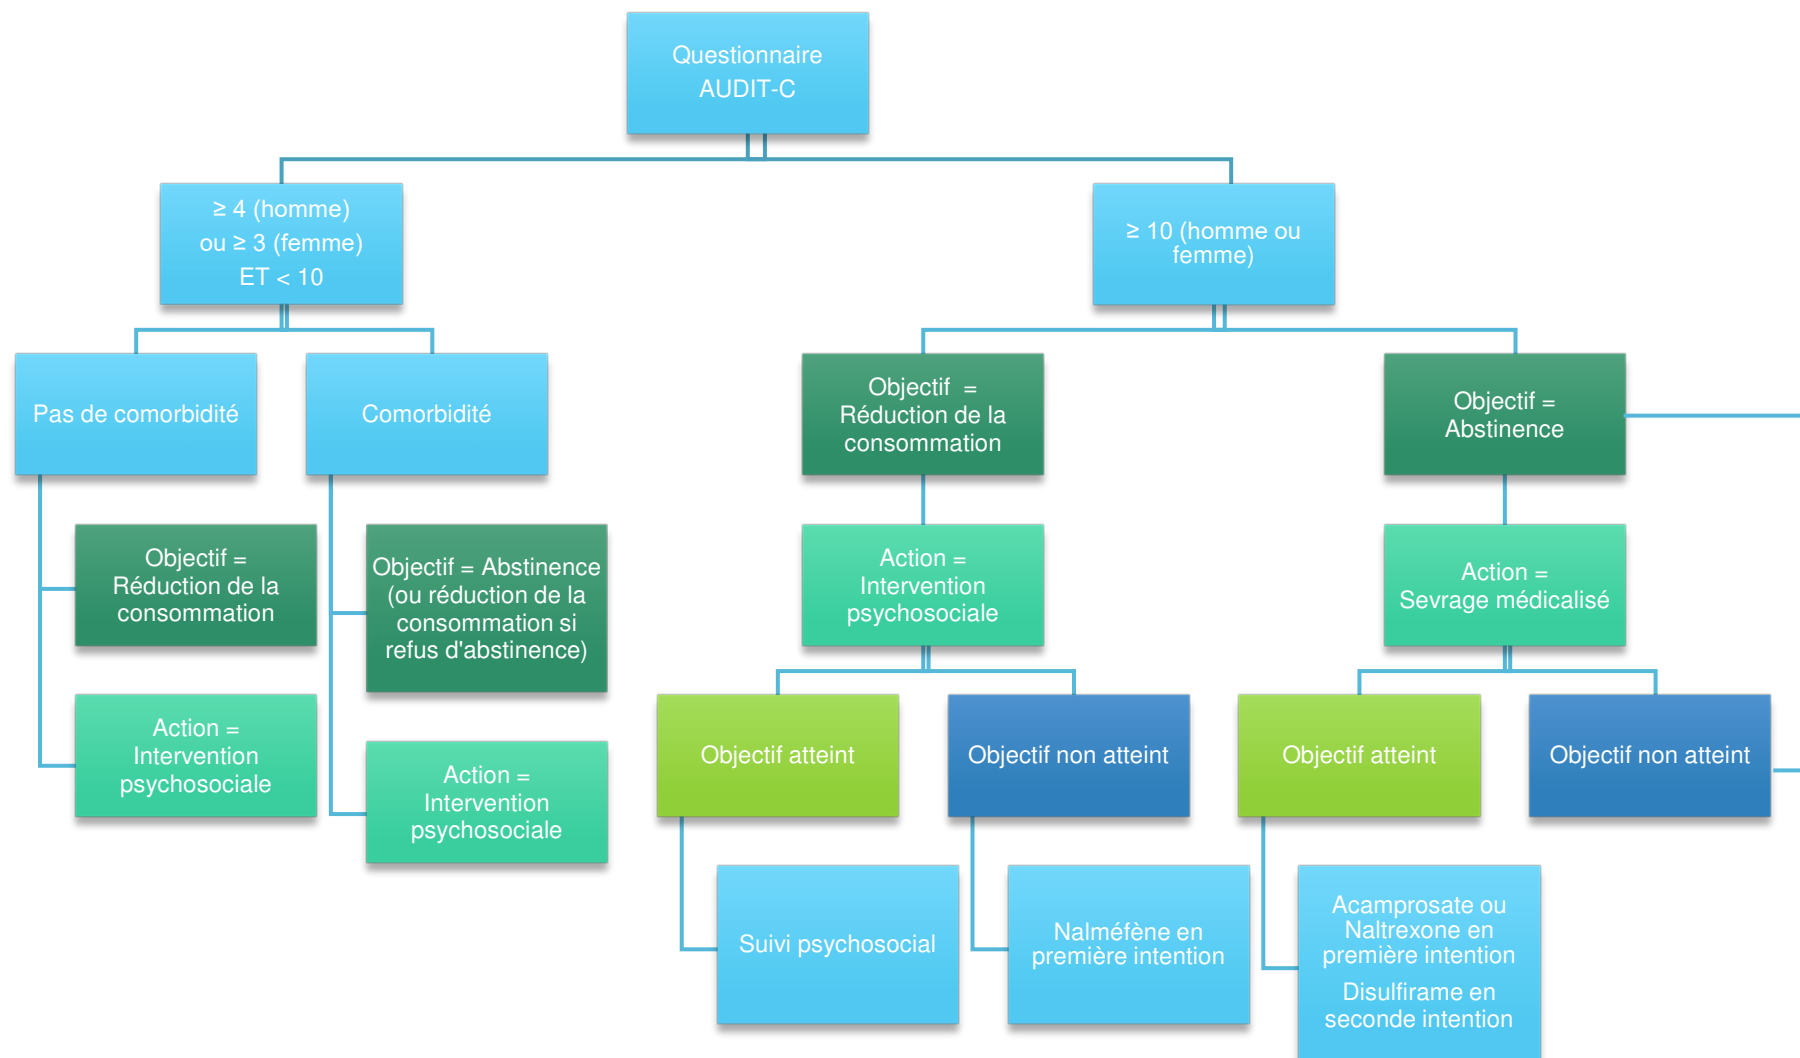 Questionnaire
AUDIT-C
≥ 4 (homme)
ou ≥ 3 (femme)
ET < 10
≥ 10 (homme ou
femme)
Pas de comorbidité
Comorbidité
Objectif =
Réduction de la
consommation
Objectif =
Abstinence
Objectif =
Réduction de la
consommation
Objectif = Abstinence
(ou réduction de la
consommation si
refus d'abstinence)
Action =
Intervention
psychosociale
Action =
Sevrage médicalisé
Action =
Intervention
psychosociale
Action =
Intervention
psychosociale
Objectif atteint
Objectif non atteint
Objectif atteint
Objectif non atteint
Suivi psychosocial
Nalméfène en
première intention
Acamprosate ou
Naltrexone en
première intention
Disulfirame en
seconde intention